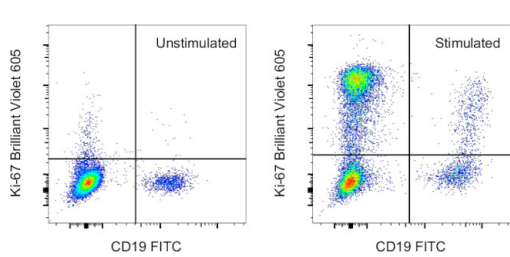 Unstimulated
Ki-67 Brilliant Violet 605
CD19 FITC
Stimulated
Ki-67 Brilliant Violet 605
CD19 FITC